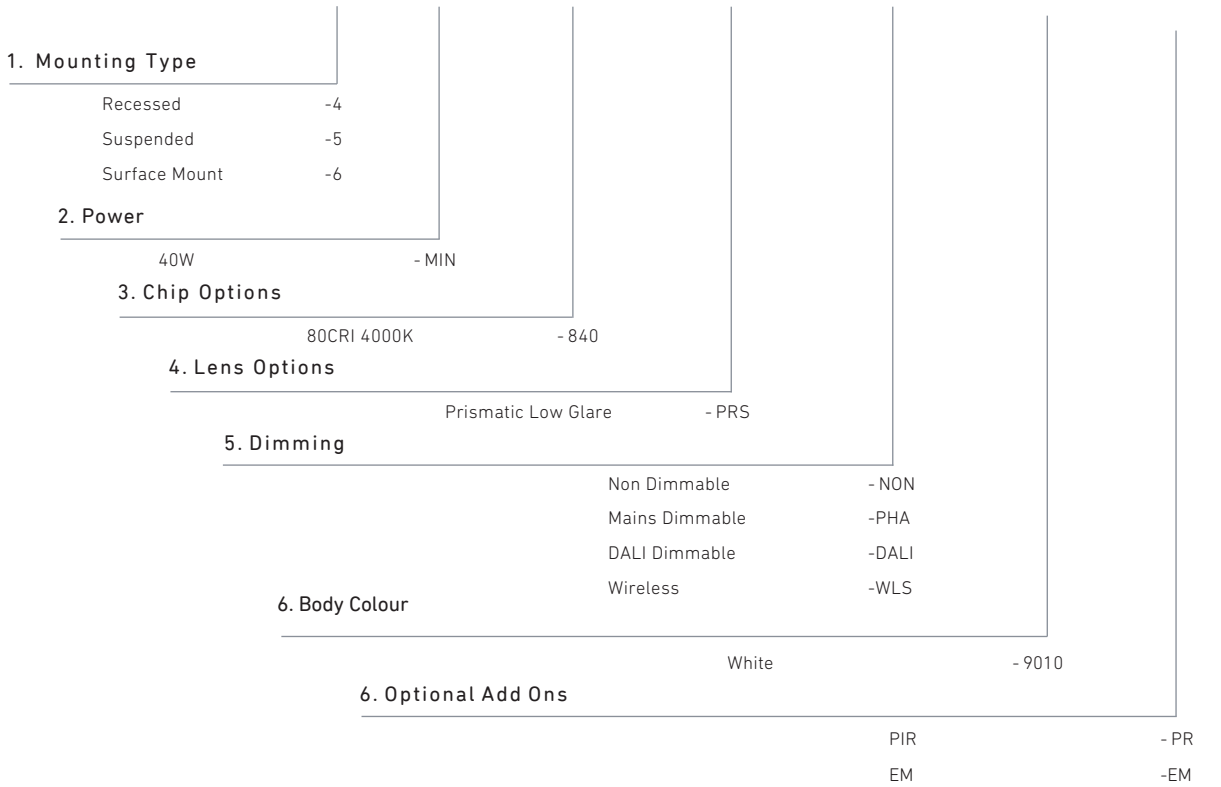 1. Mounting Type
Recessed -4
Suspended -5
Surface Mount -6
2. Power
40W - MIN
3. Chip Options
80CRI 4000K - 840
4. Lens Options
Prismatic Low Glare - PRS
5. Dimming
Non Dimmable - NON
Mains Dimmable -PHA
DALI Dimmable -DALI
Wireless -WLS
6. Body Colour
White - 9010
6. Optional Add Ons
PIR - PR
EM -EM